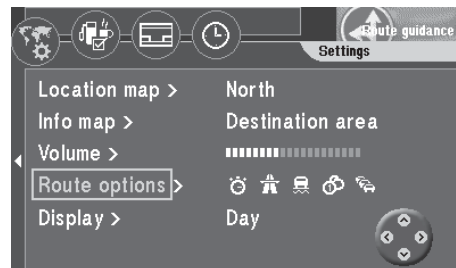 Route guidance
Settings
Location map > North
Info map > Destination area
Volume >
Route options >
Display > Day